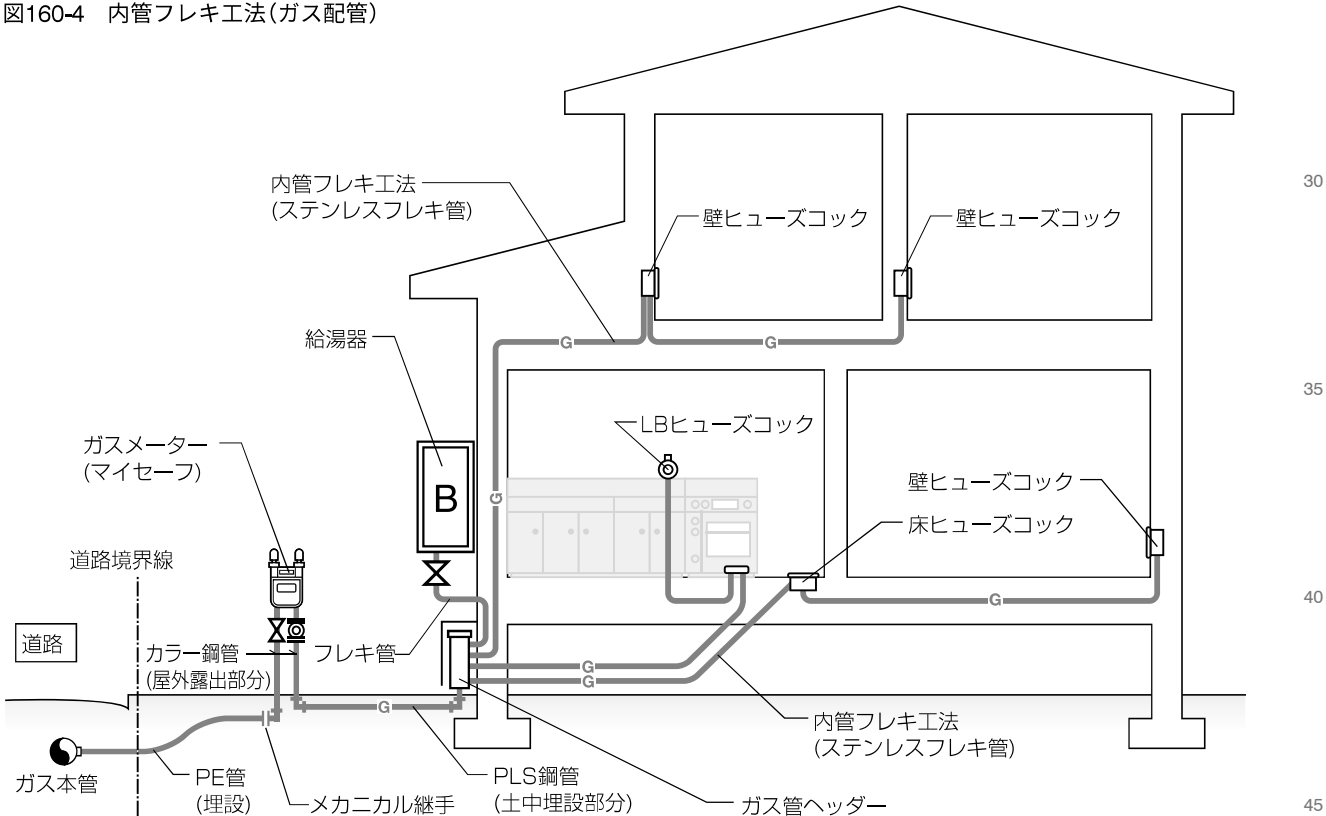 図160-4 内管フレキ工法(ガス配管)
内管フレキ工法
(ステンレスフレキ管)
30
壁ヒューズコック
壁ヒューズコック
給湯器
G
G
35
LBヒューズコック
ガスメーター
(マイセーフ)
B
G
壁ヒューズコック
床ヒューズコック
道路境界線
G
40
道路
カラー鋼管
(屋外露出部分)
フレキ管
G
G
G
内管フレキ工法
(ステンレスフレキ管)
ガス本管
PE管
(埋設)
メカニカル継手
PLS鋼管
(土中埋設部分)
ガス管ヘッダー
45